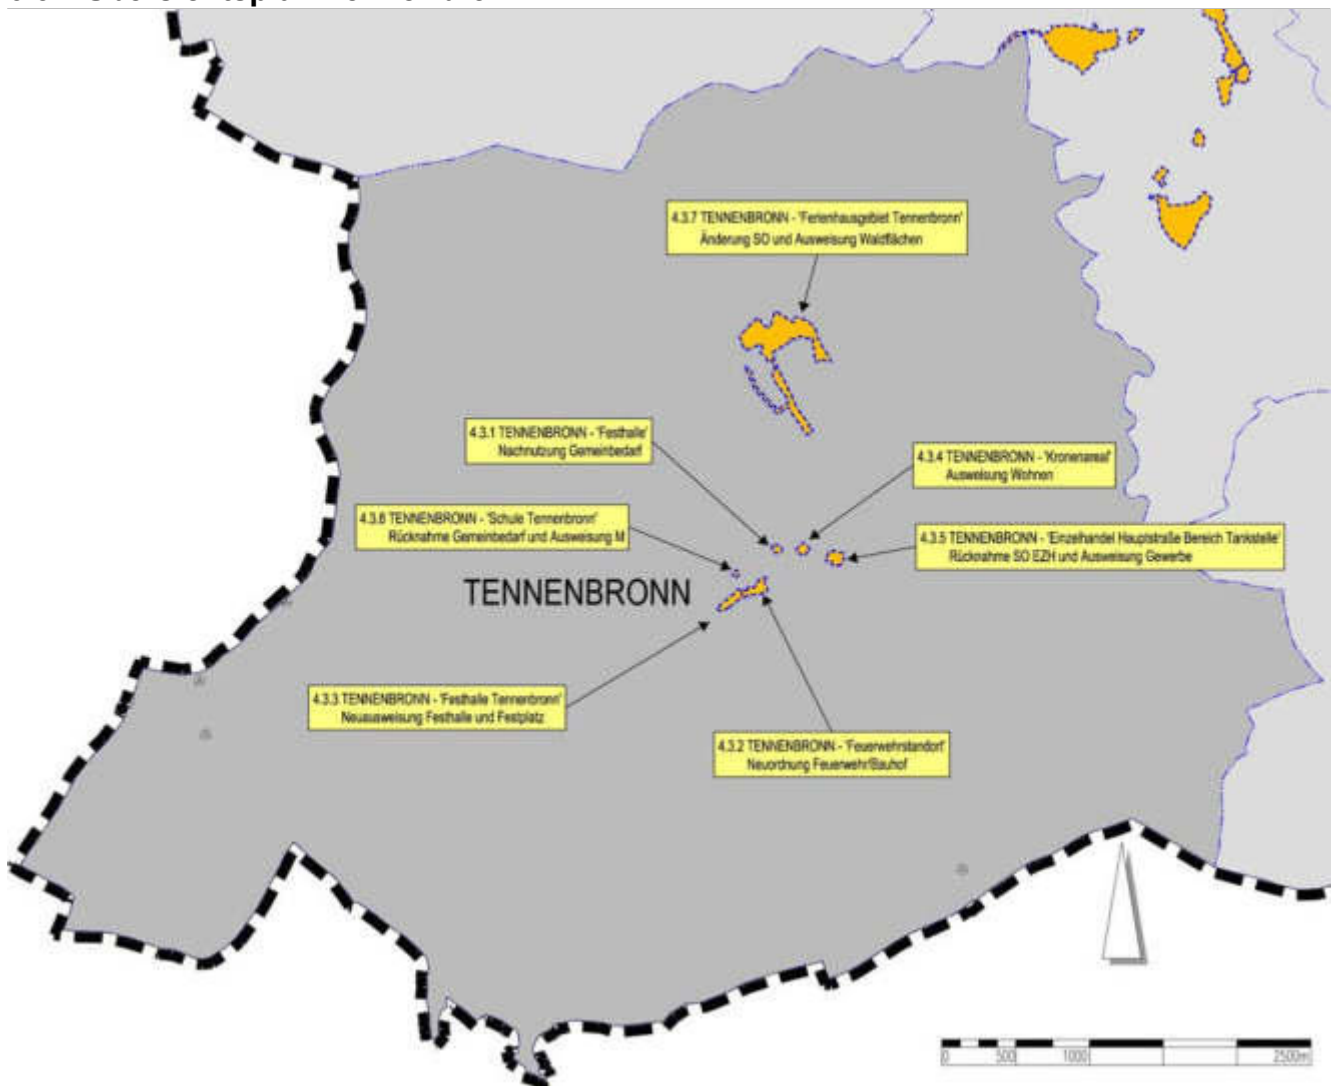 4.3.7 TENNENBRONN - 'Ferienhausgebiet Tennenbronn'
Änderung SO und Ausweisung Waldflächen
4.3.1 TENNENBRONN - 'Festhalle'
Nachnutzung Gemeinbedarf
4.3.4 TENNENBRONN - 'Kronenareal'
Ausweisung Wohnen
4.3.6 TENNENBRONN - 'Schule Tennenbronn'
Rücknahme Gemeinbedarf und Ausweisung M
4.3.5 TENNENBRONN - 'Einzelhandel Hauptstraße Bereich Tankstelle'
Rücknahme SO EZH und Ausweisung Gewerbe
TENNENBRONN
4.3.3 TENNENBRONN - 'Festhalle Tennenbronn'
Neuausweisung Festhalle und Festplatz
4.3.2 TENNENBRONN - 'Feuerwehrstandort'
Neuordnung Feuerwehr/Bauhof
0 500 1000 2500m